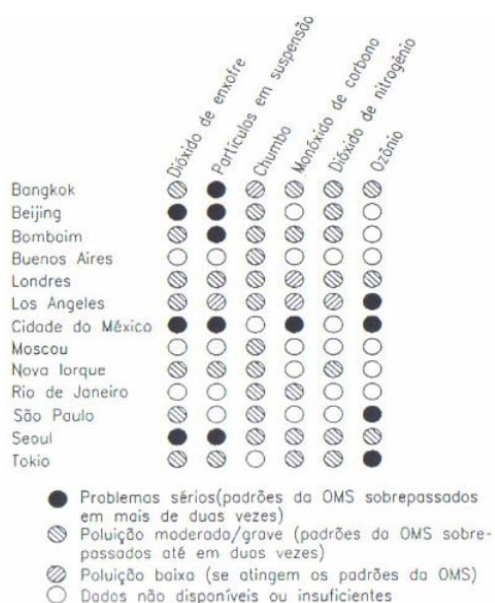 Dióxido de enxofre
Partículas em suspensão
Chumbo
Monóxido de carbono
Dióxido de nitrogênio
Ozônio
Bangkok
Beijing
Bombaim
Buenos Aires
Londres
Los Angeles
Cidade do México
Moscou
Nova Iorque
Rio de Janeiro
São Paulo
Seoul
Tokio
Problemas sérios(padrões da OMS sobrepassados
em mais de duas vezes)
Poluição moderada/grave (padrões da OMS sobre-
passados até em duas vezes)
Poluição baixa (se atingem os padrões da OMS)
Dados não disponíveis ou insuficientes